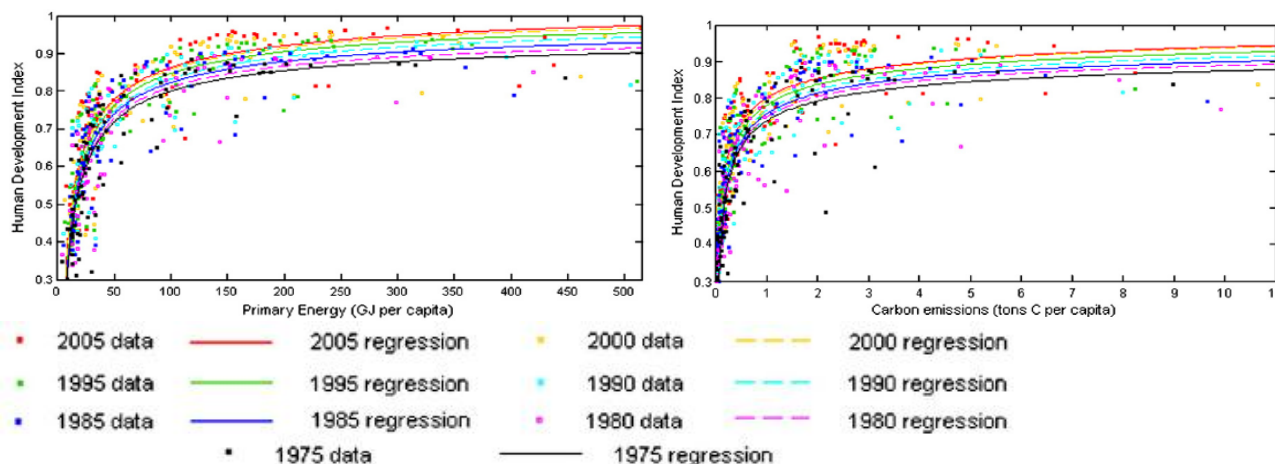 1
0.9
0.8
0.7
0.6
0.5
0.4
0.3
Human Development Index
0 50 100 150 200 250 300 350 400 450 500
Primary Energy (GJ per capita)
1
0.9
0.8
0.7
0.6
0.5
0.4
0.3
Human Development Index
0 1 2 3 4 5 6 7 8 9 10
Carbon emissions (tons C per capita)
2005 data 2005 regression 2000 data 2000 regression
1995 data 1995 regression 1990 data 1990 regression
1985 data 1985 regression 1980 data 1980 regression
1975 data 1975 regression